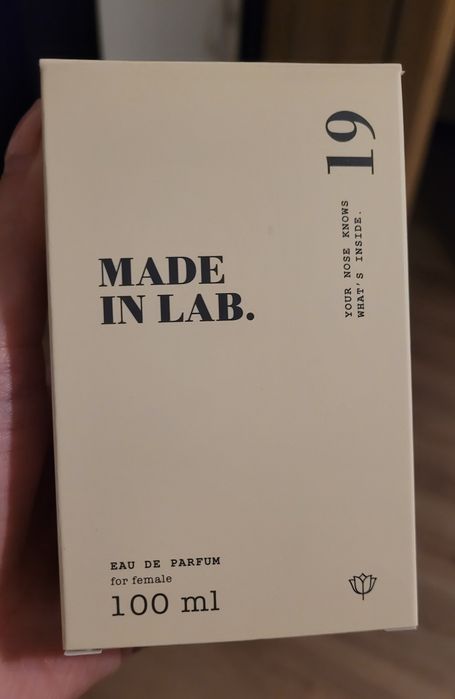 19
YOUR NOSE KNOWS
WHAT'S INSIDE.
MADE
IN LAB.
EAU DE PARFUM
for female
100 ml